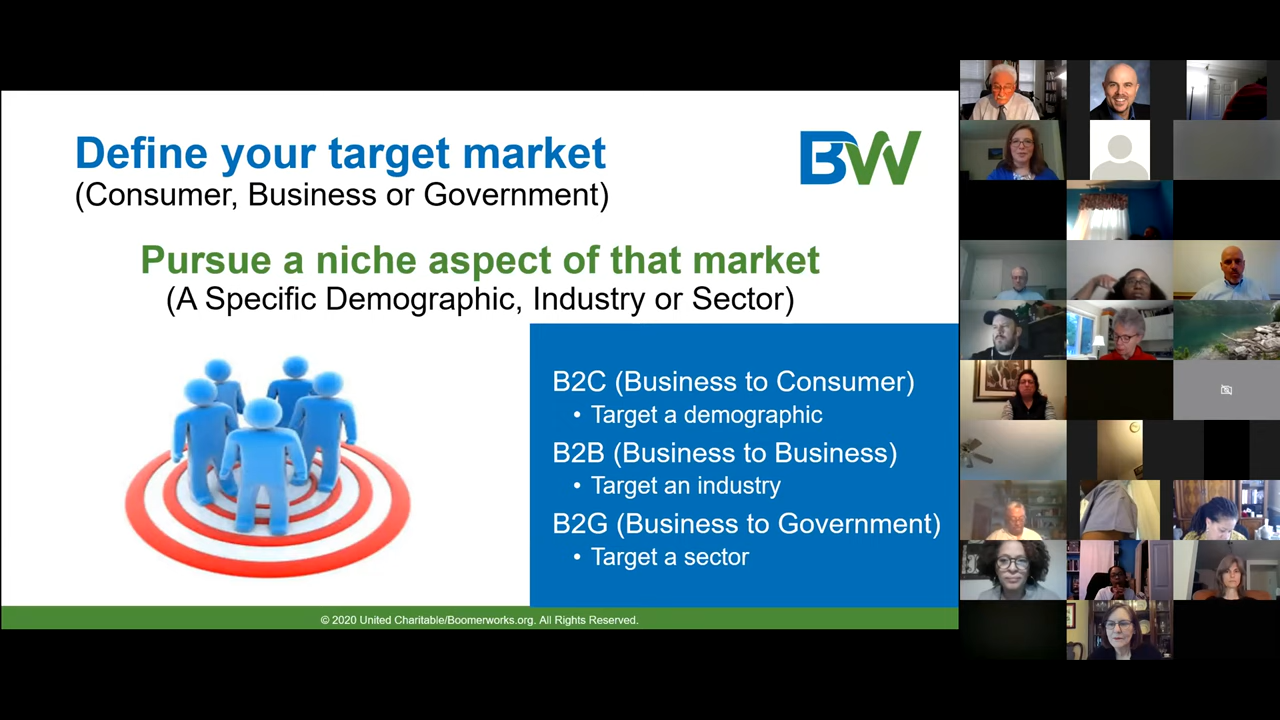 Define your target market
(Consumer, Business or Government)
BW
Pursue a niche aspect of that market
(A Specific Demographic, Industry or Sector)
B2C (Business to Consumer)
• Target a demographic
B2B (Business to Business)
• Target an industry
B2G (Business to Government)
• Target a sector
© 2020 United Charitable/Boomerworks.org. All Rights Reserved.